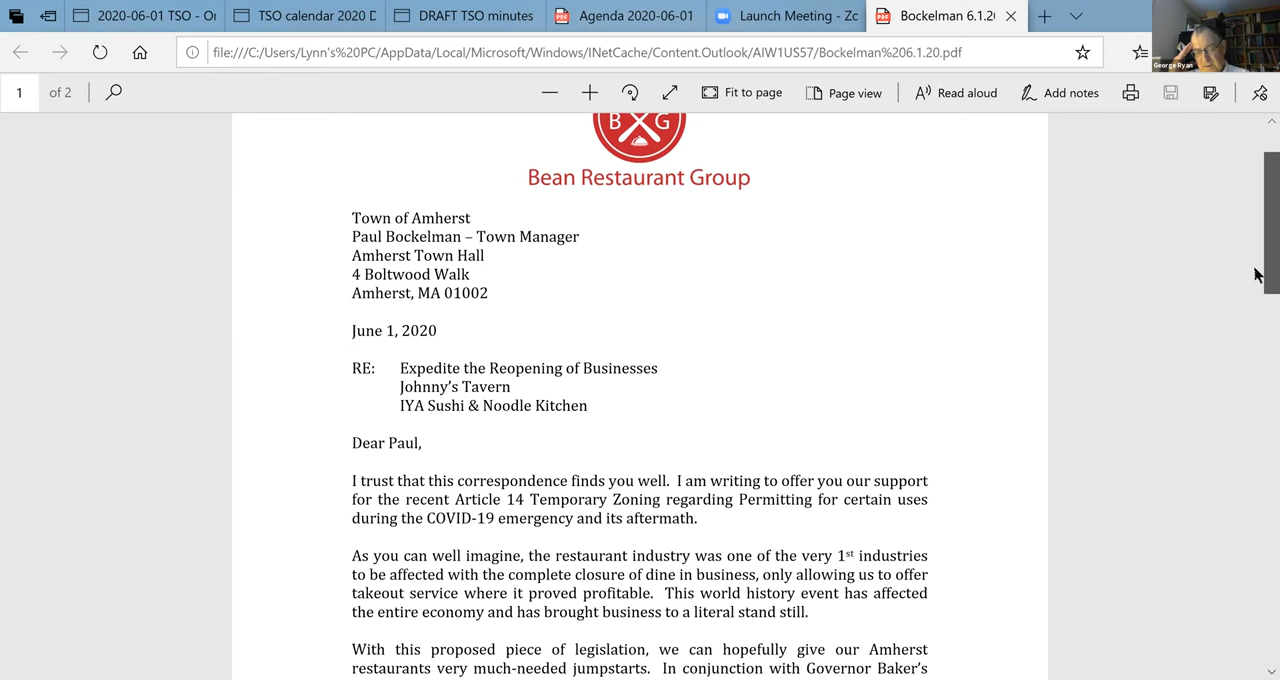 2020-06-01 TSO - Or
TSO calendar 2020 D
DRAFT TSO minutes
Agenda 2020-06-01
Launch Meeting - Zo
Bockelman 6.1.20
George Ryan
file:///C:/Users/Lynn's%20PC/AppData/Local/Microsoft/Windows/INetCache/Content.Outlook/AIW1US57/Bockelman%206.1.20.pdf
1 of 2
Fit to page
Page view
Read aloud
Add notes
B G
Bean Restaurant Group
Town of Amherst
Paul Bockelman – Town Manager
Amherst Town Hall
4 Boltwood Walk
Amherst, MA 01002
June 1, 2020
RE: Expedite the Reopening of Businesses
Johnny's Tavern
IYA Sushi & Noodle Kitchen
Dear Paul,
I trust that this correspondence finds you well. I am writing to offer you our support
for the recent Article 14 Temporary Zoning regarding Permitting for certain uses
during the COVID-19 emergency and its aftermath.
As you can well imagine, the restaurant industry was one of the very 1st industries
to be affected with the complete closure of dine in business, only allowing us to offer
takeout service where it proved profitable. This world history event has affected
the entire economy and has brought business to a literal stand still.
With this proposed piece of legislation, we can hopefully give our Amherst
restaurants very much-needed jumpstarts. In conjunction with Governor Baker's